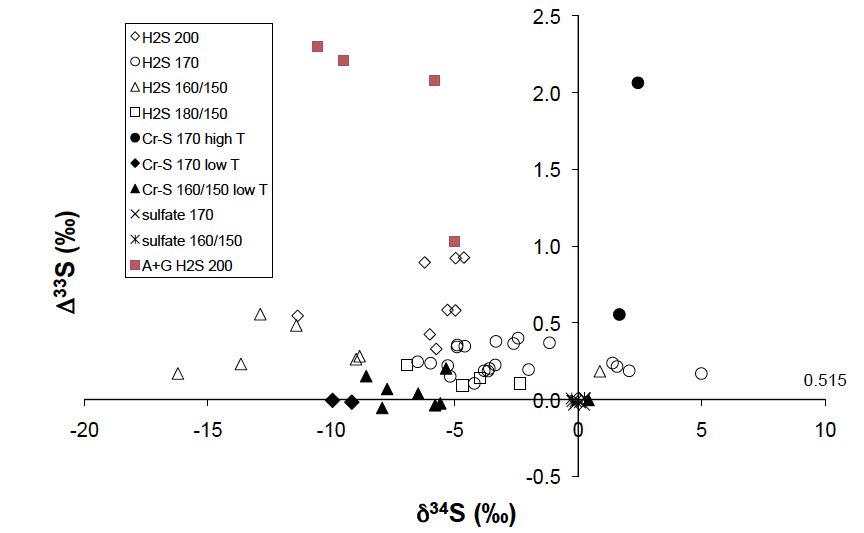 2.5
H2S 200
H2S 170
H2S 160/150
H2S 180/150
Cr-S 170 high T
Cr-S 170 low T
Cr-S 160/150 low T
sulfate 170
sulfate 160/150
A+G H2S 200
2.0
1.5
1.0
0.5
0.0
-0.5
Δ³³S (‰)
0.515
-20 -15 -10 -5 0 5 10
δ³⁴S (‰)